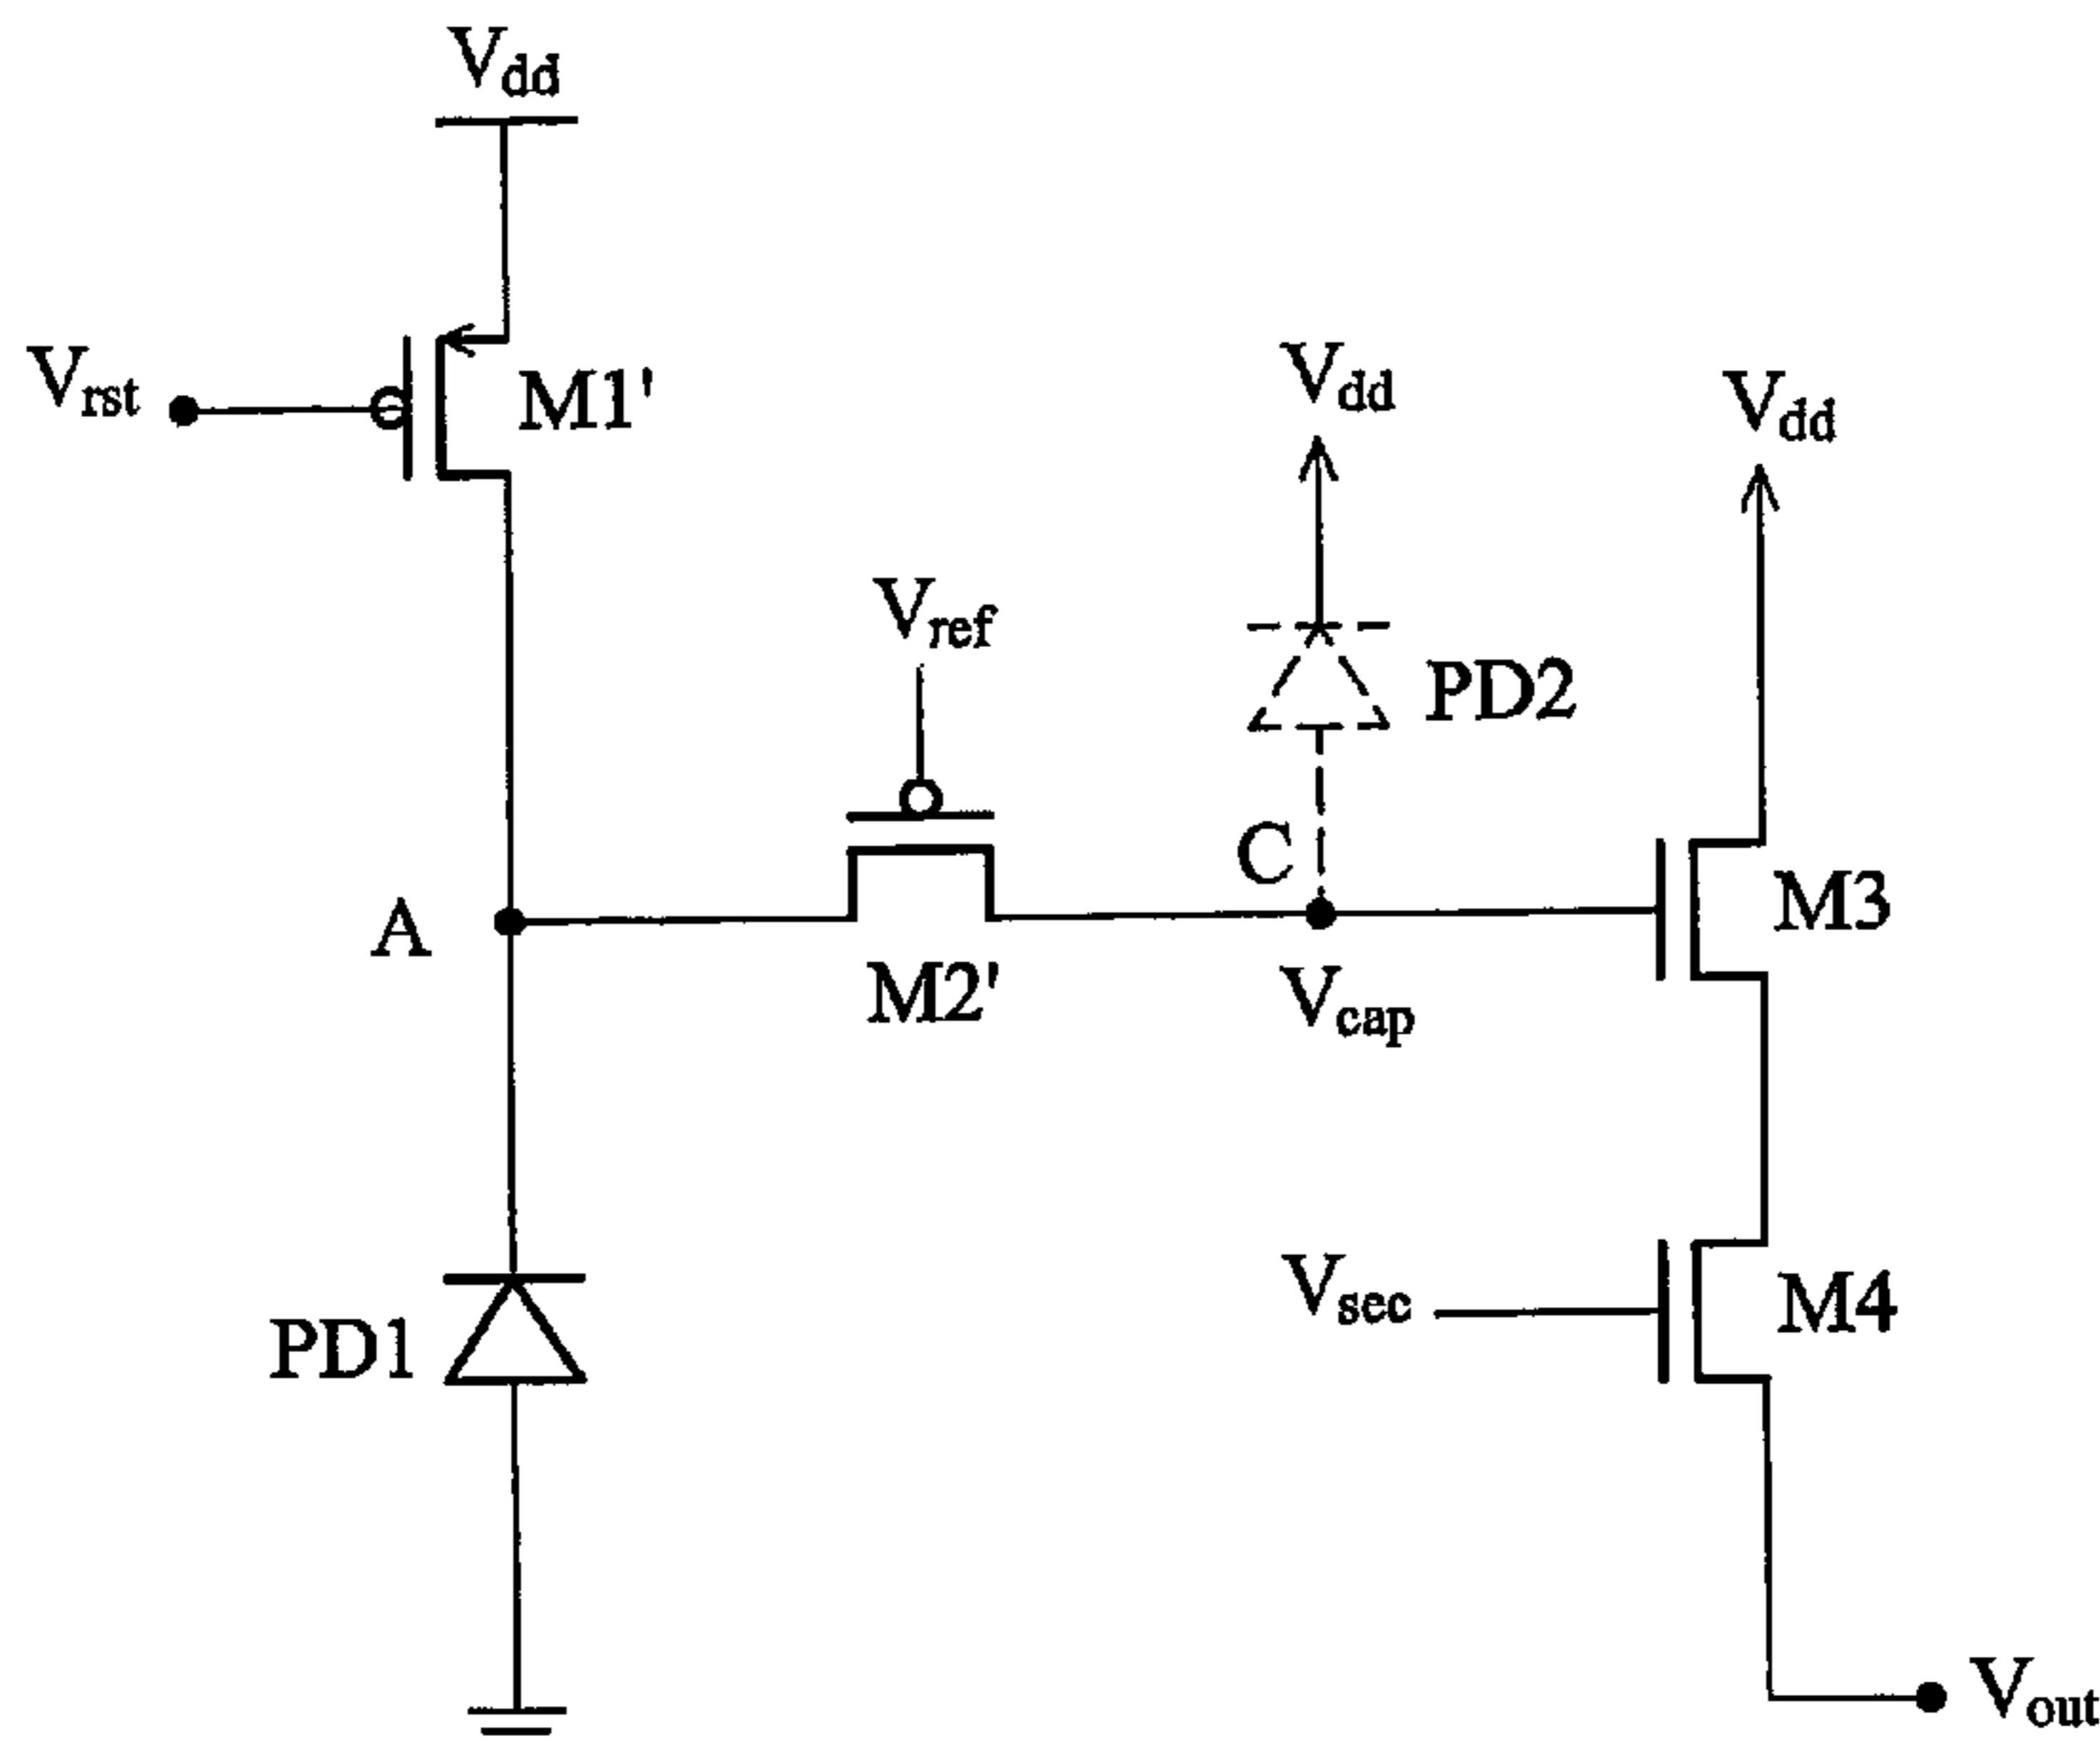 Vdd
Vrst
M1'
Vdd
Vdd
Vref
PD2
C
M3
A
M2'
Vcap
Vsec
M4
PD1
Vout